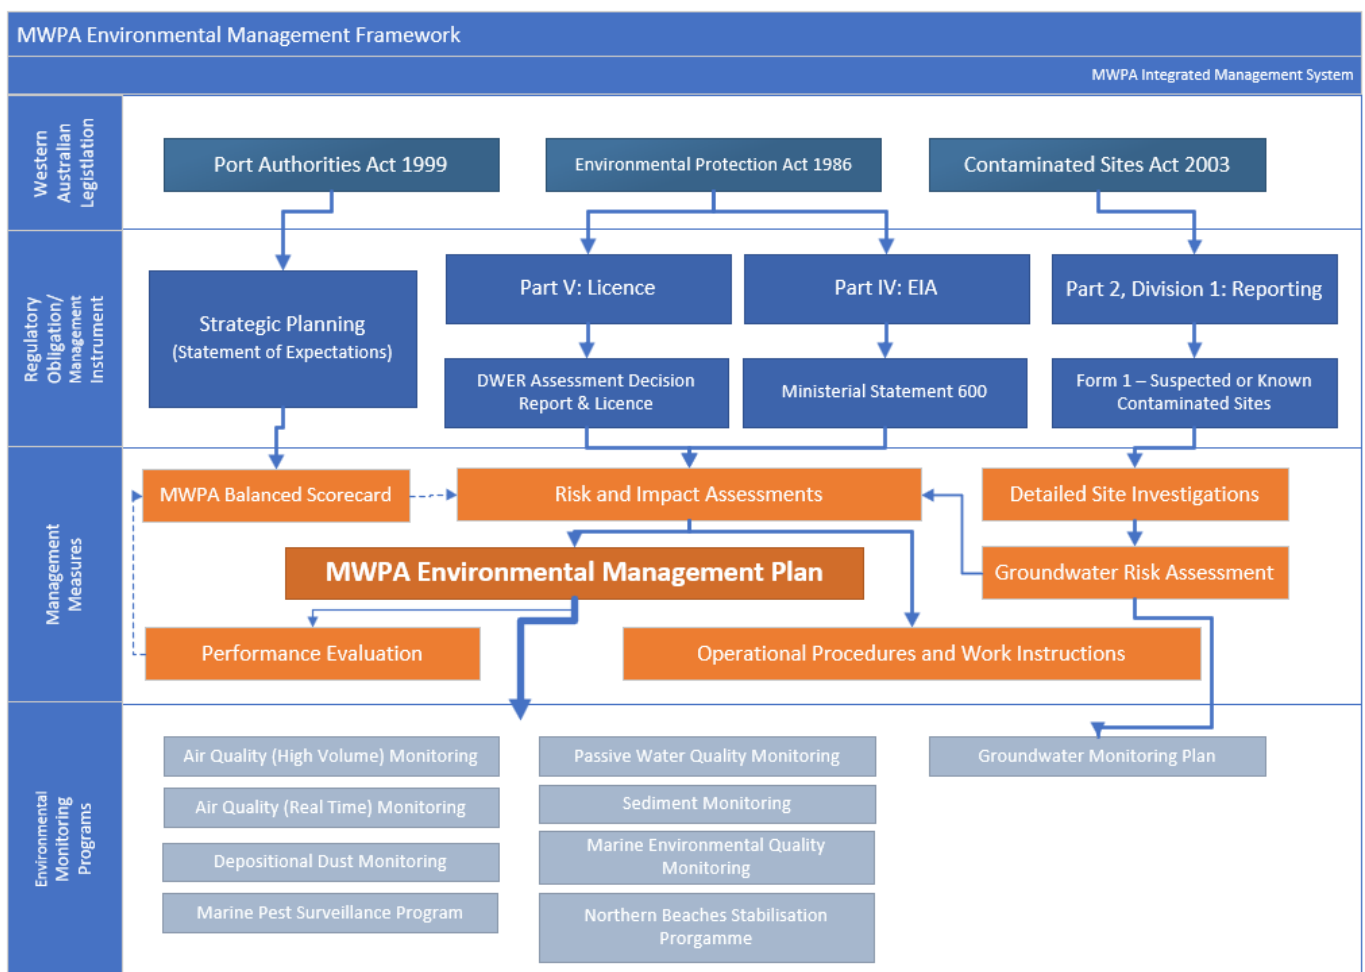 MWPA Environmental Management Framework
MWPA Integrated Management System
Western
Australian
Legistlation
Port Authorities Act 1999
Environmental Protection Act 1986
Contaminated Sites Act 2003
Regulatory
Obligation/
Management
Instrument
Strategic Planning
(Statement of Expectations)
Part V: Licence
Part IV: EIA
Part 2, Division 1: Reporting
DWER Assessment Decision
Report & Licence
Ministerial Statement 600
Form 1 – Suspected or Known
Contaminated Sites
Management
Measures
MWPA Balanced Scorecard
Risk and Impact Assessments
Detailed Site Investigations
MWPA Environmental Management Plan
Groundwater Risk Assessment
Performance Evaluation
Operational Procedures and Work Instructions
Environmental
Monitoring
Programs
Air Quality (High Volume) Monitoring
Air Quality (Real Time) Monitoring
Depositional Dust Monitoring
Marine Pest Surveillance Program
Passive Water Quality Monitoring
Sediment Monitoring
Marine Environmental Quality
Monitoring
Northern Beaches Stabilisation
Prorgamme
Groundwater Monitoring Plan